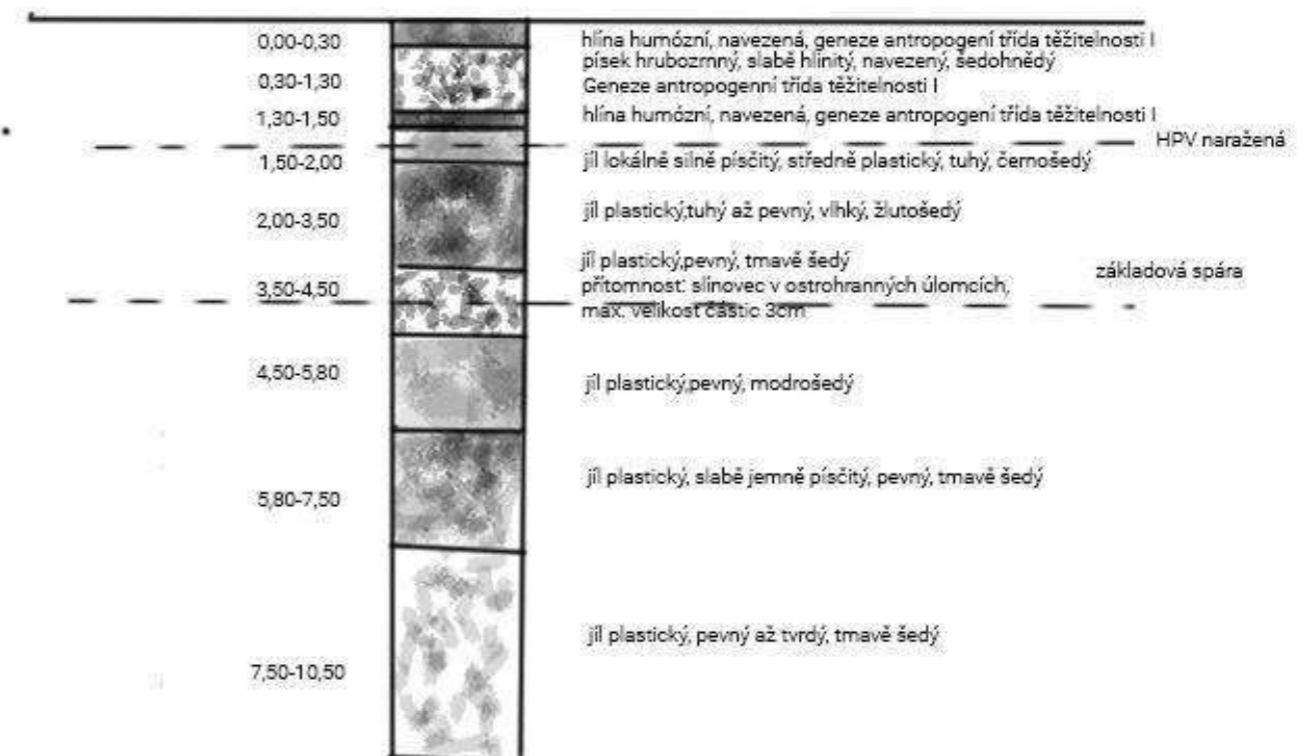 0,00-0,30
hlína humózní, navezená, geneze antropogení třída těžitelnosti I
písek hrubozrnný, slabě hlinitý, navezený, šedohnědý
0,30-1,30
Geneze antropogenní třída těžitelnosti I
1,30-1,50
hlína humózní, navezená, geneze antropogení třída těžitelnosti I
HPV naražená
1,50-2,00
jíl lokálně silně písčitý, středně plastický, tuhý, černošedý
2,00-3,50
jíl plastický,tuhý až pevný, vlhký, žlutošedý
jíl plastický,pevný, tmavě šedý
základová spára
3,50-4,50
přítomnost: slínovec v ostrohranných úlomcích,
max. velikost částic 3cm
4,50-5,80
jíl plastický,pevný, modrošedý
5,80-7,50
jíl plastický, slabě jemně písčitý, pevný, tmavě šedý
7,50-10,50
jíl plastický, pevný až tvrdý, tmavě šedý